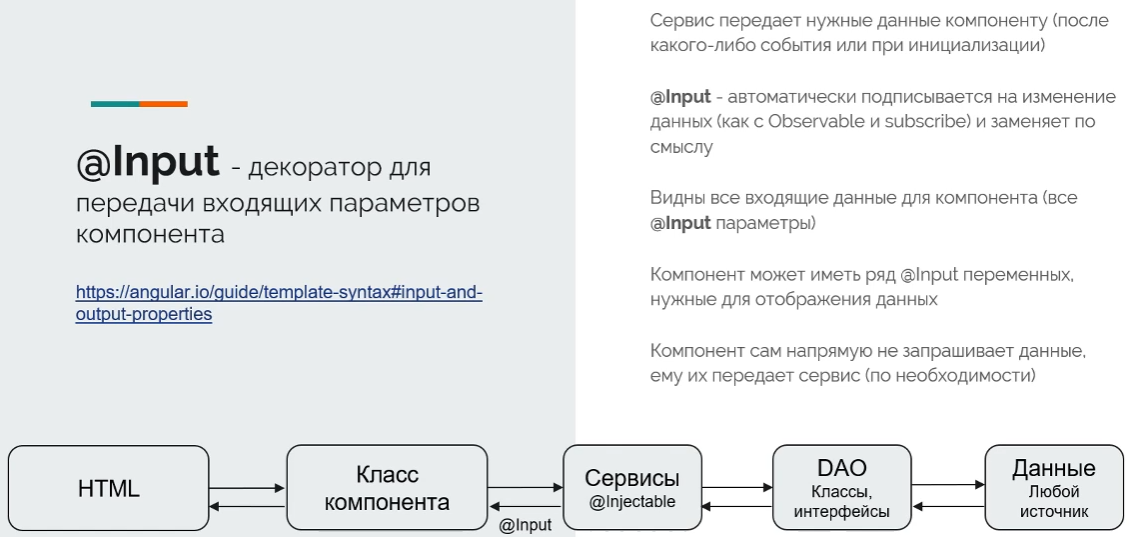 @Input - декоратор для
передачи входящих параметров
компонента
https://angular.io/guide/template-syntax#input-and-
output-properties
Сервис передает нужные данные компоненту (после
какого-либо события или при инициализации)
@Input - автоматически подписывается на изменение
данных (как с Observable и subscribe) и заменяет по
смыслу
Видны все входящие данные для компонента (все
@Input параметры)
Компонент может иметь ряд @Input переменных,
нужные для отображения данных
Компонент сам напрямую не запрашивает данные,
ему их передает сервис (по необходимости)
HTML
Класс
компонента
@Input
Сервисы
@Injectable
DAO
Классы,
интерфейсы
Данные
Любой
источник